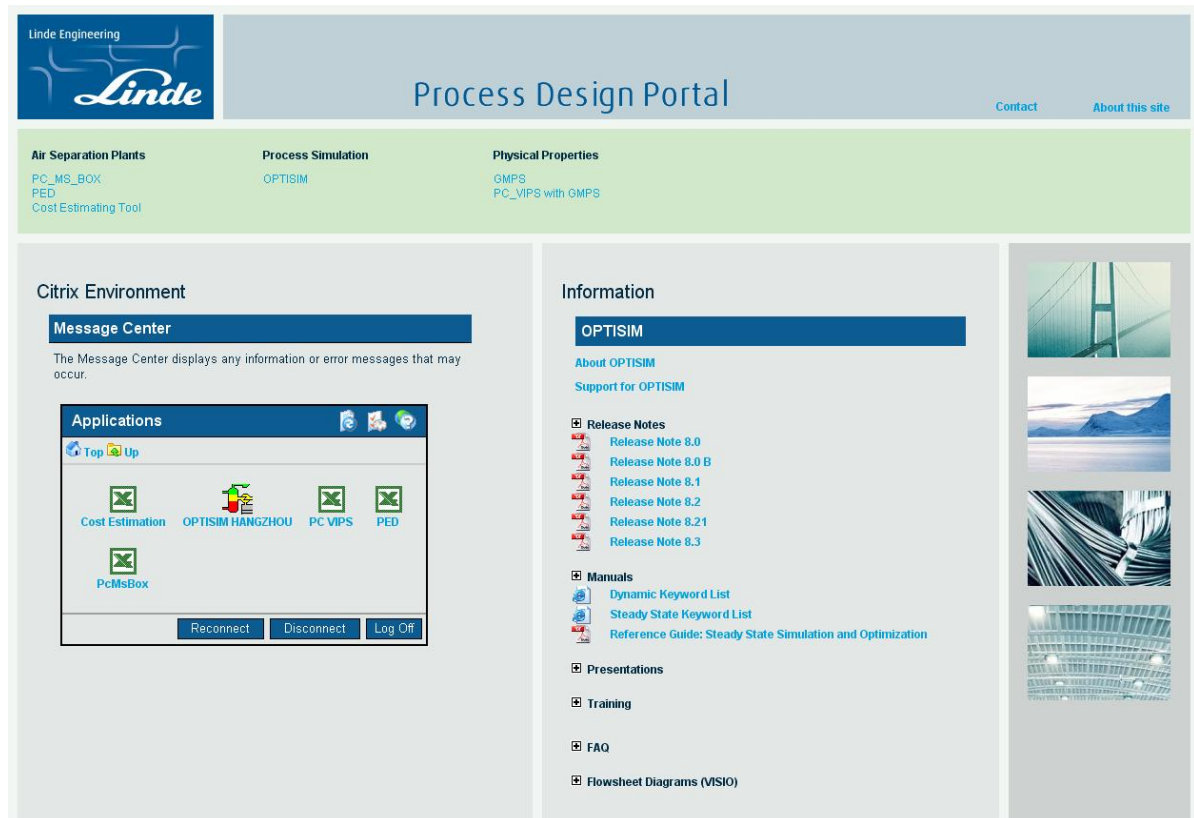 Linde Engineering
Linde
Process Design Portal
Contact
About this site
Air Separation Plants
PC_MS_BOX
PED
Cost Estimating Tool
Process Simulation
OPTISIM
Physical Properties
GMPS
PC_VIPS with GMPS
Citrix Environment
Message Center
The Message Center displays any information or error messages that may
occur.
Applications
Top Up
Cost Estimation
OPTISIM HANGZHOU
PC VIPS
PED
PcMsBox
Reconnect
Disconnect
Log Off
Information
OPTISIM
About OPTISIM
Support for OPTISIM
Release Notes
Release Note 8.0
Release Note 8.0 B
Release Note 8.1
Release Note 8.2
Release Note 8.21
Release Note 8.3
Manuals
Dynamic Keyword List
Steady State Keyword List
Reference Guide: Steady State Simulation and Optimization
Presentations
Training
FAQ
Flowsheet Diagrams (VISIO)